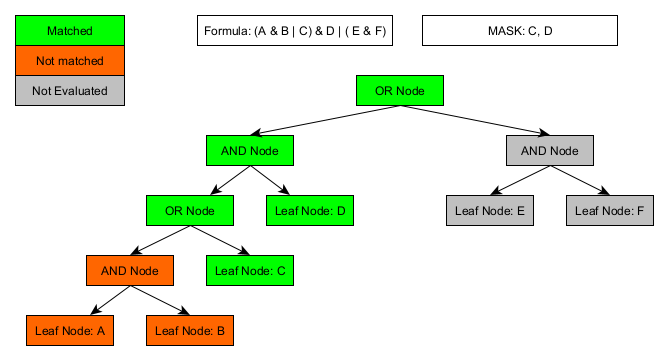 Matched
Formula: (A & B | C) & D | ( E & F)
MASK: C, D
Not matched
Not Evaluated
OR Node
AND Node
AND Node
OR Node
Leaf Node: D
Leaf Node: E
Leaf Node: F
AND Node
Leaf Node: C
Leaf Node: A
Leaf Node: B